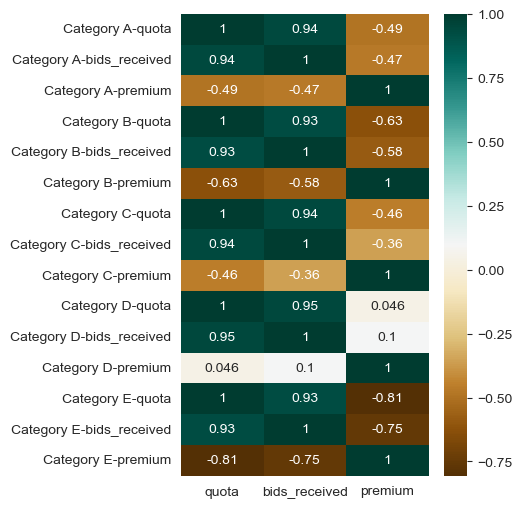 Category A-quota 1 0.94 -0.49
Category A-bids_received 0.94 1 -0.47
Category A-premium -0.49 -0.47 1
Category B-quota 1 0.93 -0.63
Category B-bids_received 0.93 1 -0.58
Category B-premium -0.63 -0.58 1
Category C-quota 1 0.94 -0.46
Category C-bids_received 0.94 1 -0.36
Category C-premium -0.46 -0.36 1
Category D-quota 1 0.95 0.046
Category D-bids_received 0.95 1 0.1
Category D-premium 0.046 0.1 1
Category E-quota 1 0.93 -0.81
Category E-bids_received 0.93 1 -0.75
Category E-premium -0.81 -0.75 1
quota bids_received premium
1.00
0.75
0.50
0.25
0.00
−0.25
−0.50
−0.75